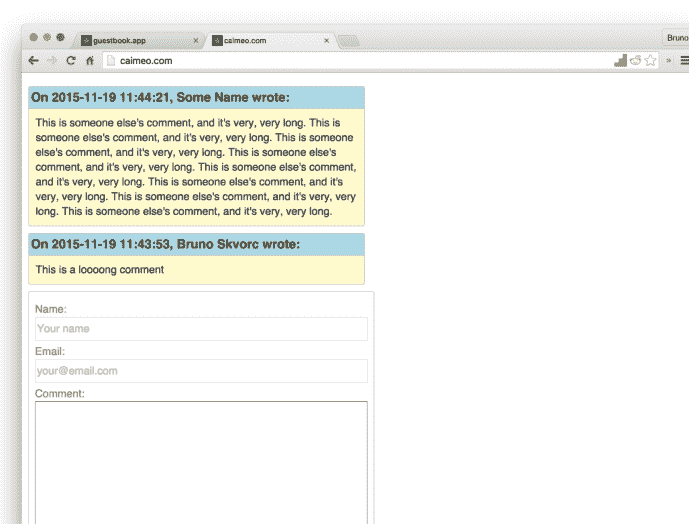 guestbook.app
caimeo.com
Bruno
caimeo.com
On 2015-11-19 11:44:21, Some Name wrote:
This is someone else's comment, and it's very, very long. This is
someone else's comment, and it's very, very long. This is someone
else's comment, and it's very, very long. This is someone else's
comment, and it's very, very long. This is someone else's comment,
and it's very, very long. This is someone else's comment, and it's
very, very long. This is someone else's comment, and it's very, very
long. This is someone else's comment, and it's very, very long.
On 2015-11-19 11:43:53, Bruno Skvorc wrote:
This is a loooong comment
Name:
Your name
Email:
your@email.com
Comment: